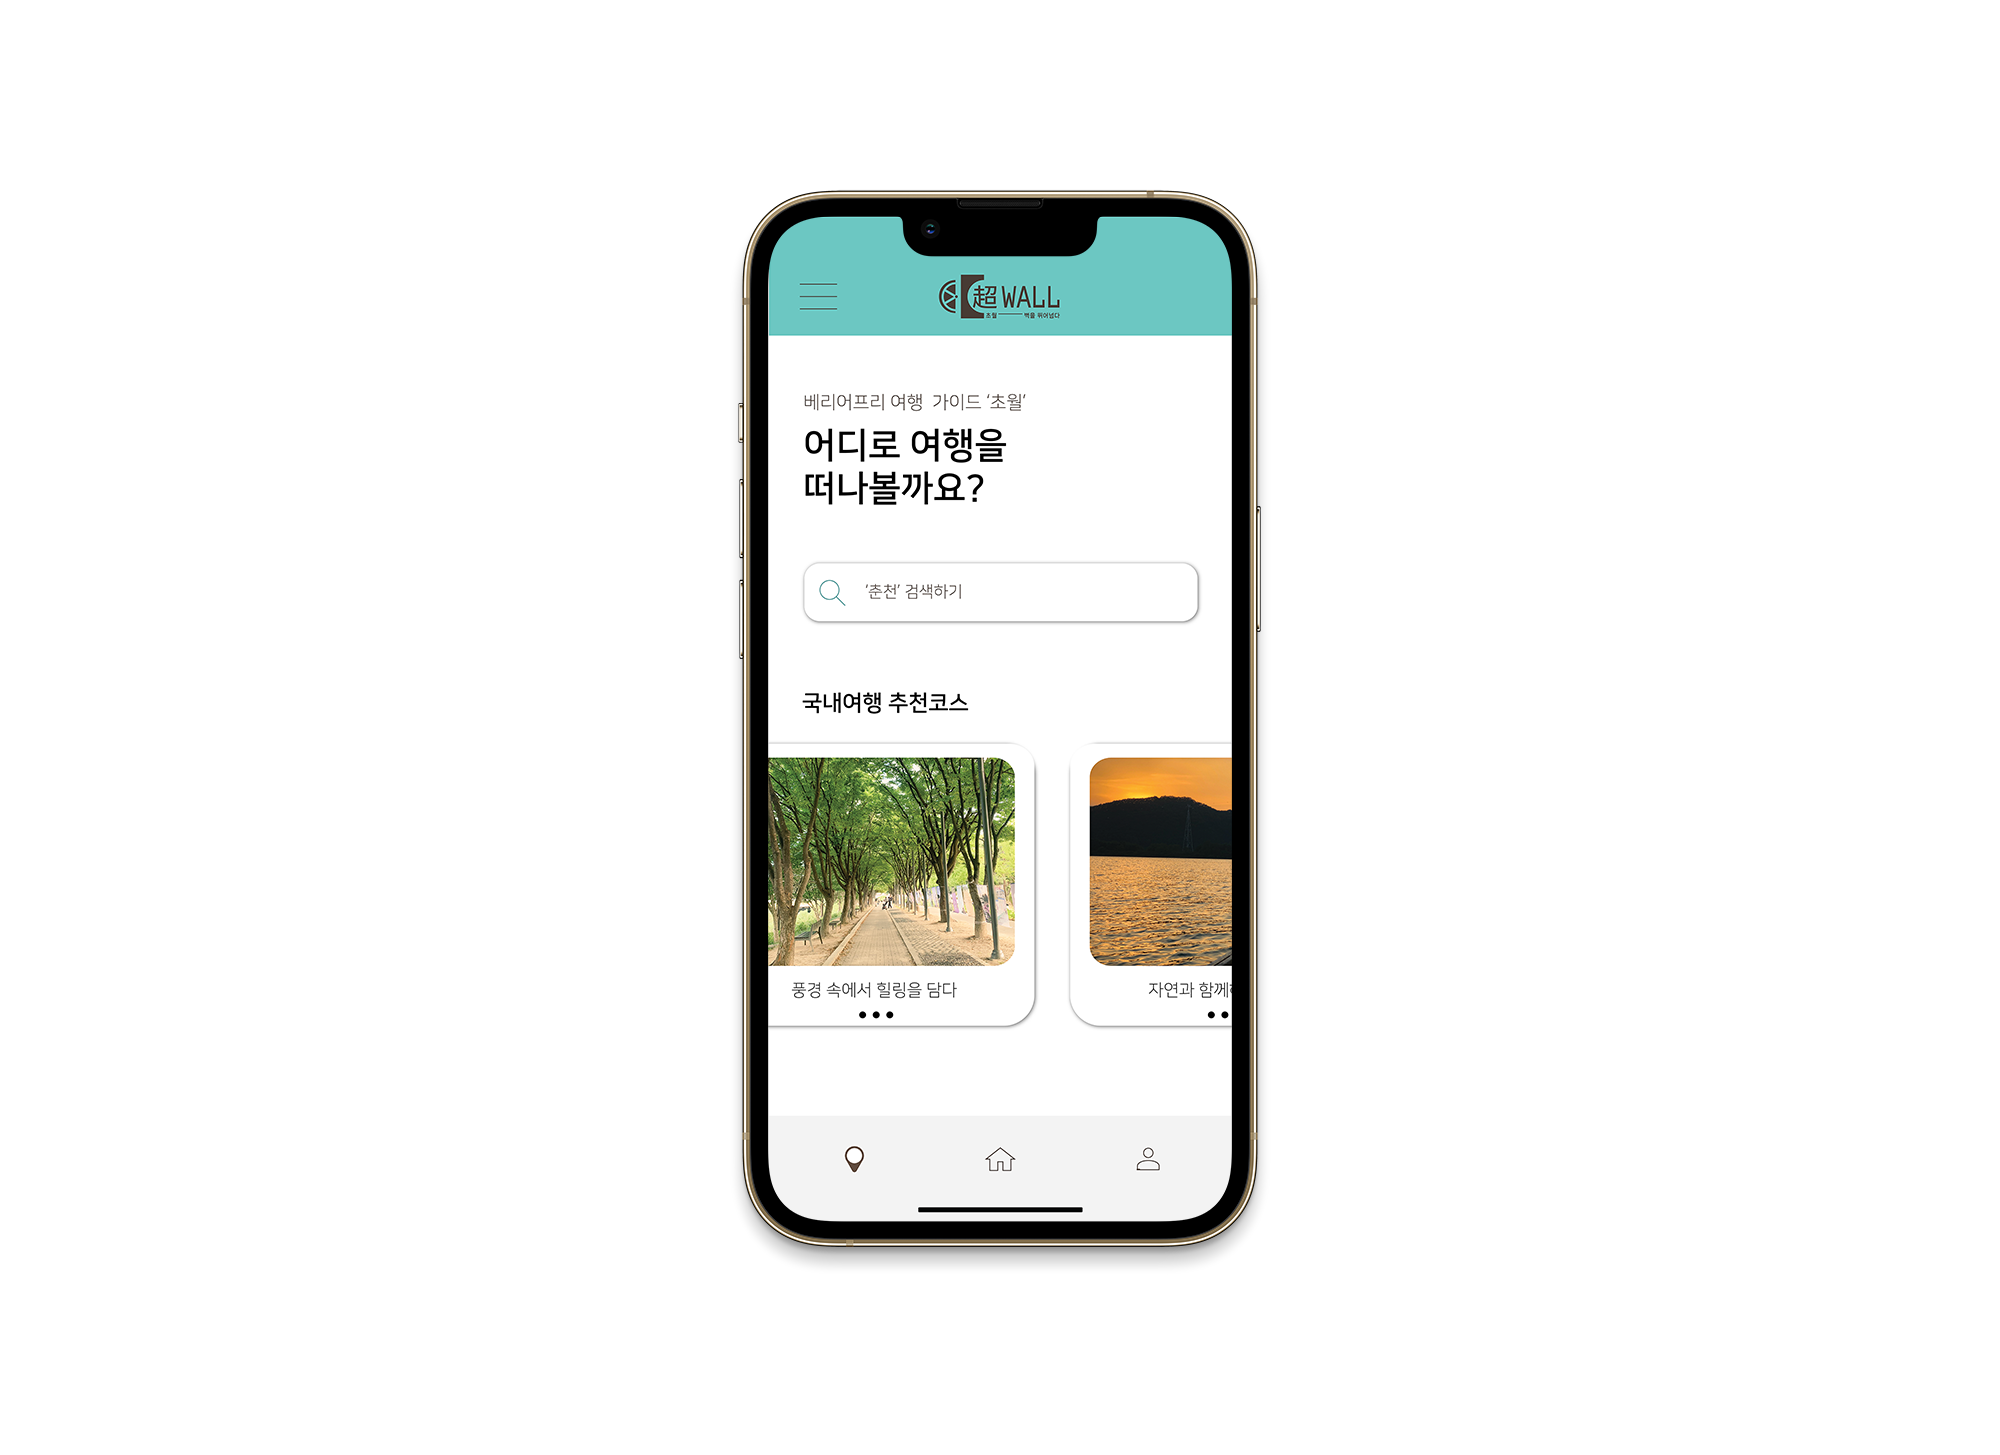 超 WALL
초월 벽을 뛰어넘다
베리어프리 여행 가이드 ‘초월’
어디로 여행을
떠나볼까요?
‘춘천’ 검색하기
국내여행 추천코스
풍경 속에서 힐링을 담다
자연과 함께